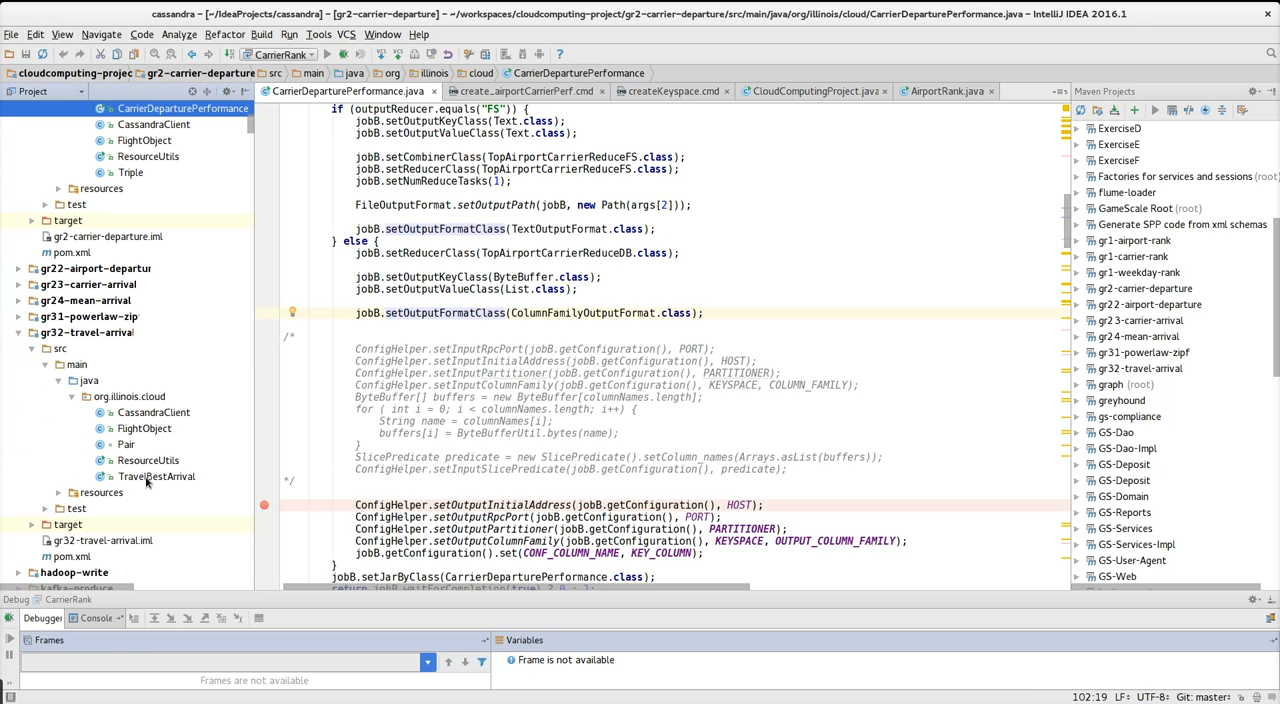 cassandra – [~/IdeaProjects/cassandra] – [gr2-carrier-departure] – ~/workspaces/cloudcomputing-project/gr2-carrier-departure/src/main/java/org/illinois/cloud/CarrierDeparturePerformance.java – IntelliJ IDEA 2016.1
File Edit View Navigate Code Analyze Refactor Build Run Tools VCS Window Help
CarrierRank
cloudcomputing-projec gr2-carrier-departure src main java org illinois cloud CarrierDeparturePerformance
Project
CarrierDeparturePerformance.java create_airportCarrierPerf.cmd createKeyspace.cmd CloudComputingProject.java AirportRank.java
Maven Projects
CarrierDeparturePerformance
CassandraClient
FlightObject
ResourceUtils
Triple
resources
test
target
gr2-carrier-departure.iml
pom.xml
gr22-airport-departur
gr23-carrier-arrival
gr24-mean-arrival
gr31-powerlaw-zip
gr32-travel-arrival
src
main
java
org.illinois.cloud
CassandraClient
FlightObject
Pair
ResourceUtils
TravelBestArrival
resources
test
target
gr32-travel-arrival.iml
pom.xml
hadoop-write
kafka-produce
if (outputReducer.equals("FS")) {
jobB.setOutputKeyClass(Text.class);
jobB.setOutputValueClass(Text.class);
jobB.setCombinerClass(TopAirportCarrierReduceFS.class);
jobB.setReducerClass(TopAirportCarrierReduceFS.class);
jobB.setNumReduceTasks(1);
FileOutputFormat.setOutputPath(jobB, new Path(args[2]));
jobB.setOutputFormatClass(TextOutputFormat.class);
} else {
jobB.setReducerClass(TopAirportCarrierReduceDB.class);
jobB.setOutputKeyClass(ByteBuffer.class);
jobB.setOutputValueClass(List.class);
jobB.setOutputFormatClass(ColumnFamilyOutputFormat.class);
/*
ConfigHelper.setInputRpcPort(jobB.getConfiguration(), PORT);
ConfigHelper.setInputInitialAddress(jobB.getConfiguration(), HOST);
ConfigHelper.setInputPartitioner(jobB.getConfiguration(), PARTITIONER);
ConfigHelper.setInputColumnFamily(jobB.getConfiguration(), KEYSPACE, COLUMN_FAMILY);
ByteBuffer[] buffers = new ByteBuffer[columnNames.length];
for ( int i = 0; i < columnNames.length; i++) {
String name = columnNames[i];
buffers[i] = ByteBufferUtil.bytes(name);
}
SlicePredicate predicate = new SlicePredicate().setColumn_names(Arrays.asList(buffers));
ConfigHelper.setInputSlicePredicate(jobB.getConfiguration(), predicate);
*/
ConfigHelper.setOutputInitialAddress(jobB.getConfiguration(), HOST);
ConfigHelper.setOutputRpcPort(jobB.getConfiguration(), PORT);
ConfigHelper.setOutputPartitioner(jobB.getConfiguration(), PARTITIONER);
ConfigHelper.setOutputColumnFamily(jobB.getConfiguration(), KEYSPACE, OUTPUT_COLUMN_FAMILY);
jobB.getConfiguration().set(CONF_COLUMN_NAME, KEY_COLUMN);
}
jobB.setJarByClass(CarrierDeparturePerformance.class);
return jobB.waitForCompletion(true) ? 0 : 1;
ExerciseD
ExerciseE
ExerciseF
Factories for services and sessions (root)
flume-loader
GameScale Root (root)
Generate SPP code from xml schemas
gr1-airport-rank
gr1-carrier-rank
gr1-weekday-rank
gr2-carrier-departure
gr22-airport-departure
gr23-carrier-arrival
gr24-mean-arrival
gr31-powerlaw-zipf
gr32-travel-arrival
graph (root)
greyhound
gs-compliance
GS-Dao
GS-Dao-Impl
GS-Deposit
GS-Deposit
GS-Domain
GS-Reports
GS-Services
GS-Services-Impl
GS-User-Agent
GS-Web
Debug CarrierRank
Debugger Console
Frames Variables
Frame is not available
Frames are not available
102:19 LF÷ UTF-8÷ Git: master÷